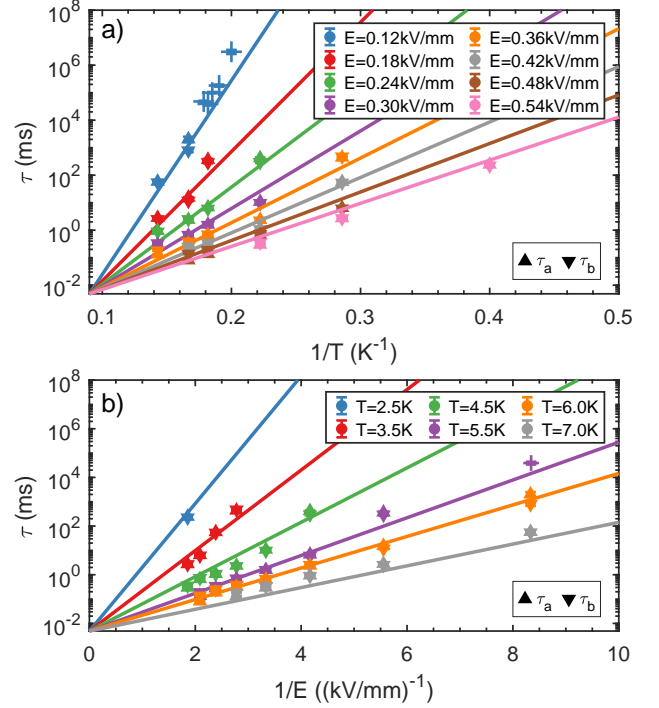 a)
10^8
10^6
10^4
10^2
10^0
10^-2
τ (ms)
E=0.12kV/mm
E=0.18kV/mm
E=0.24kV/mm
E=0.30kV/mm
E=0.36kV/mm
E=0.42kV/mm
E=0.48kV/mm
E=0.54kV/mm
τ_a τ_b
0.1 0.2 0.3 0.4 0.5
1/T (K^-1)
b)
10^8
10^6
10^4
10^2
10^0
10^-2
τ (ms)
T=2.5K
T=3.5K
T=4.5K
T=5.5K
T=6.0K
T=7.0K
τ_a τ_b
0 2 4 6 8 10
1/E ((kV/mm)^-1)